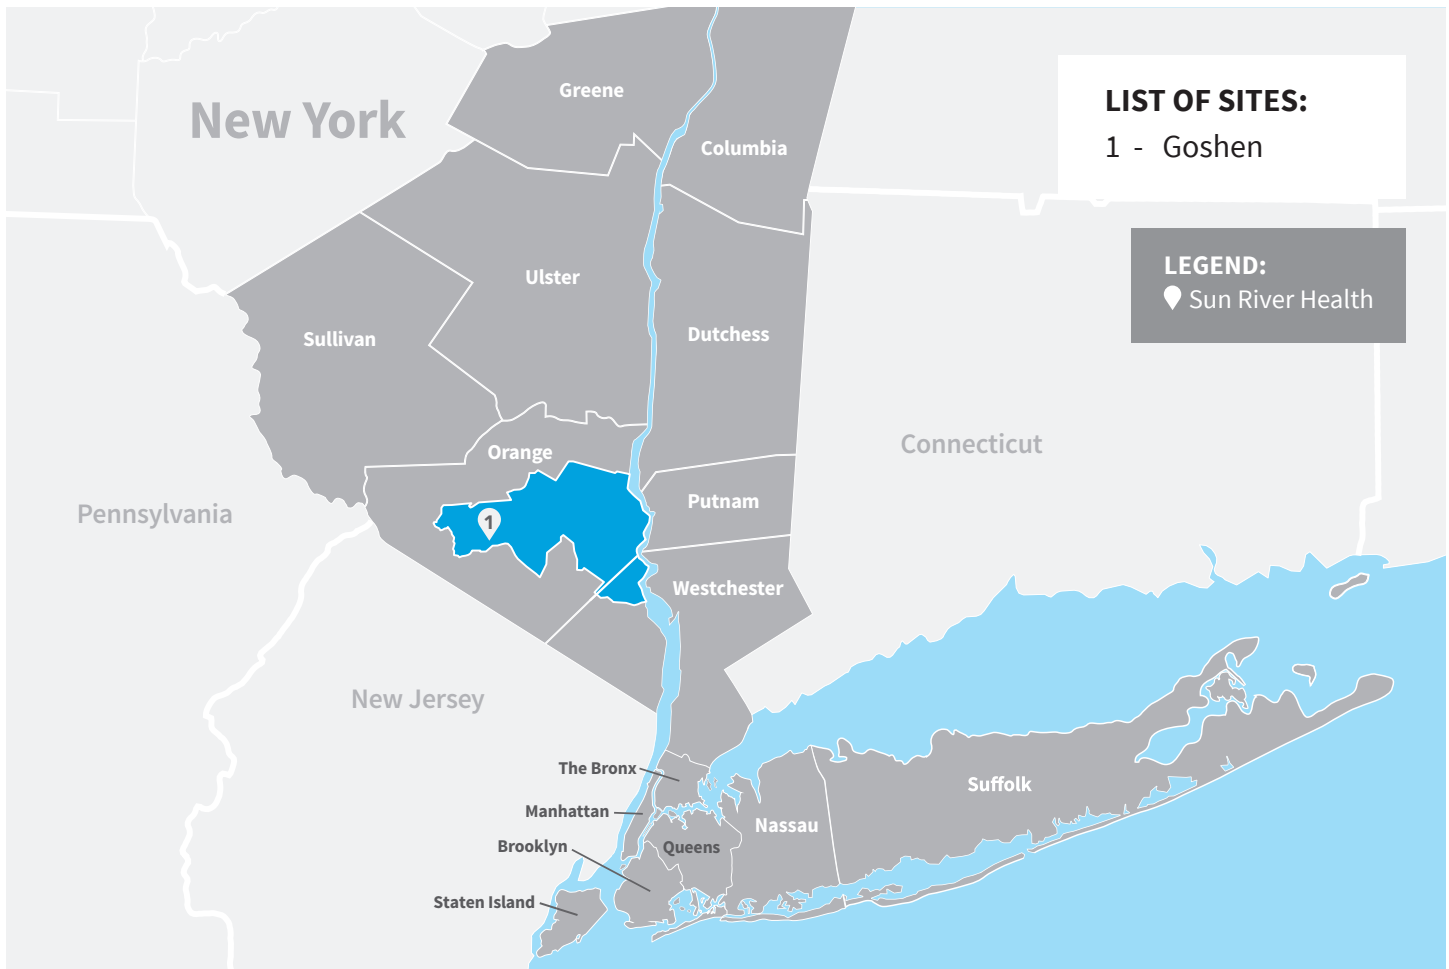 New York
Greene
Columbia
LIST OF SITES:
1 - Goshen
LEGEND:
Sun River Health
Ulster
Sullivan
Dutchess
Orange
Connecticut
Pennsylvania
Putnam
1
Westchester
New Jersey
The Bronx
Manhattan
Brooklyn
Queens
Nassau
Suffolk
Staten Island